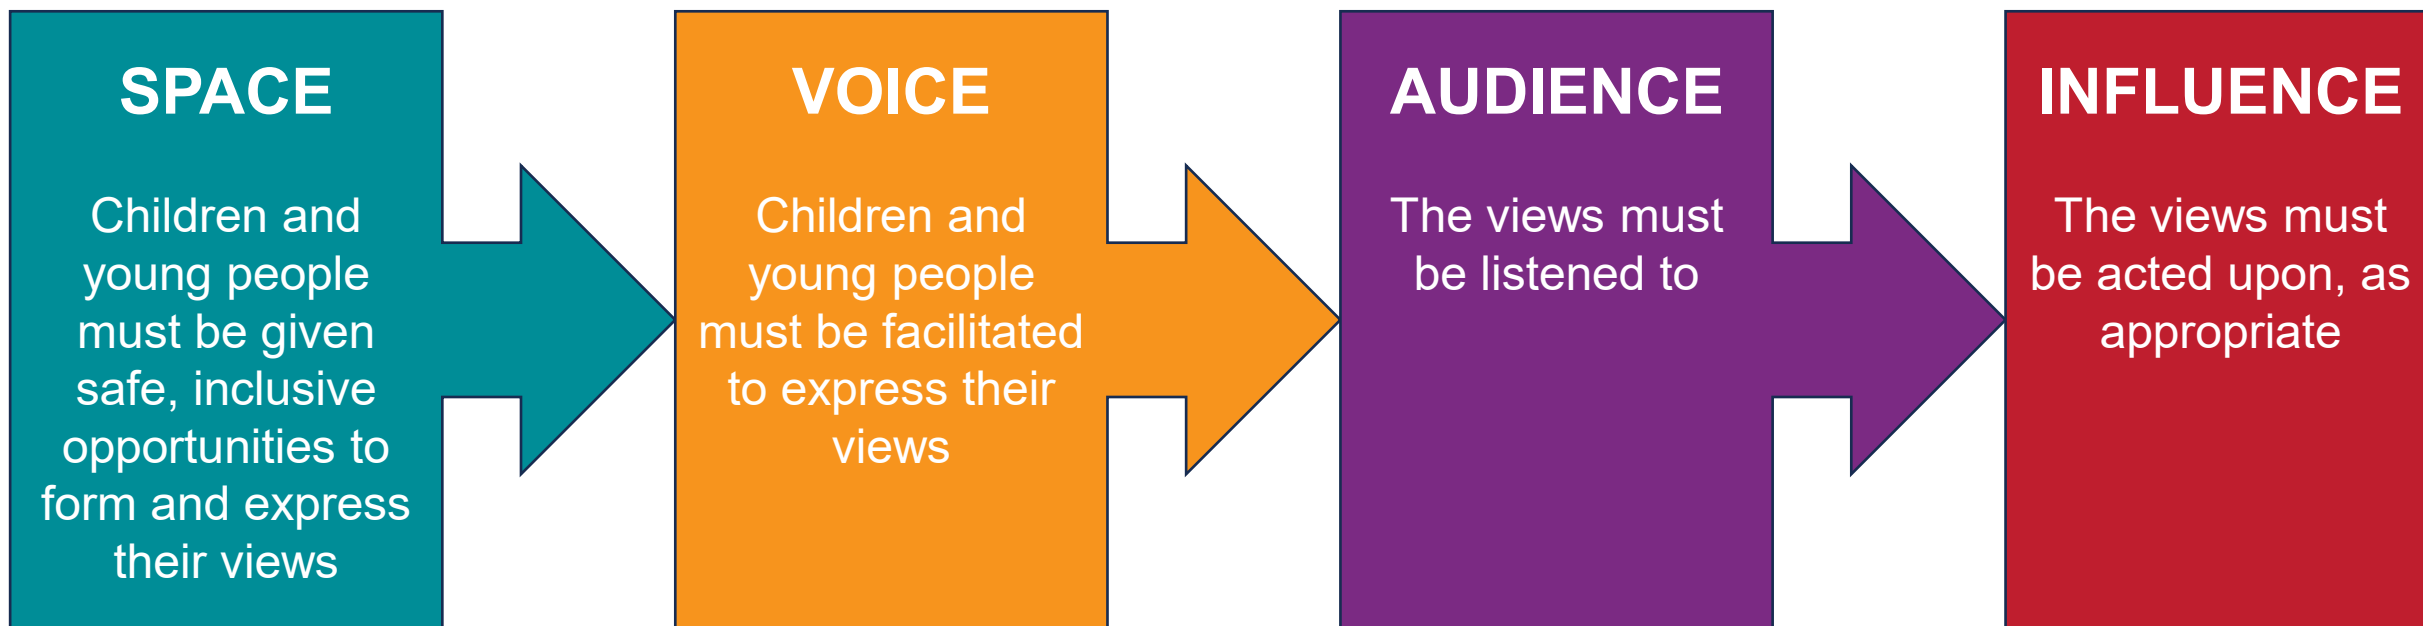 SPACE
Children and
young people
must be given
safe, inclusive
opportunities to
form and express
their views
VOICE
Children and
young people
must be facilitated
to express their
views
AUDIENCE
The views must
be listened to
INFLUENCE
The views must
be acted upon, as
appropriate